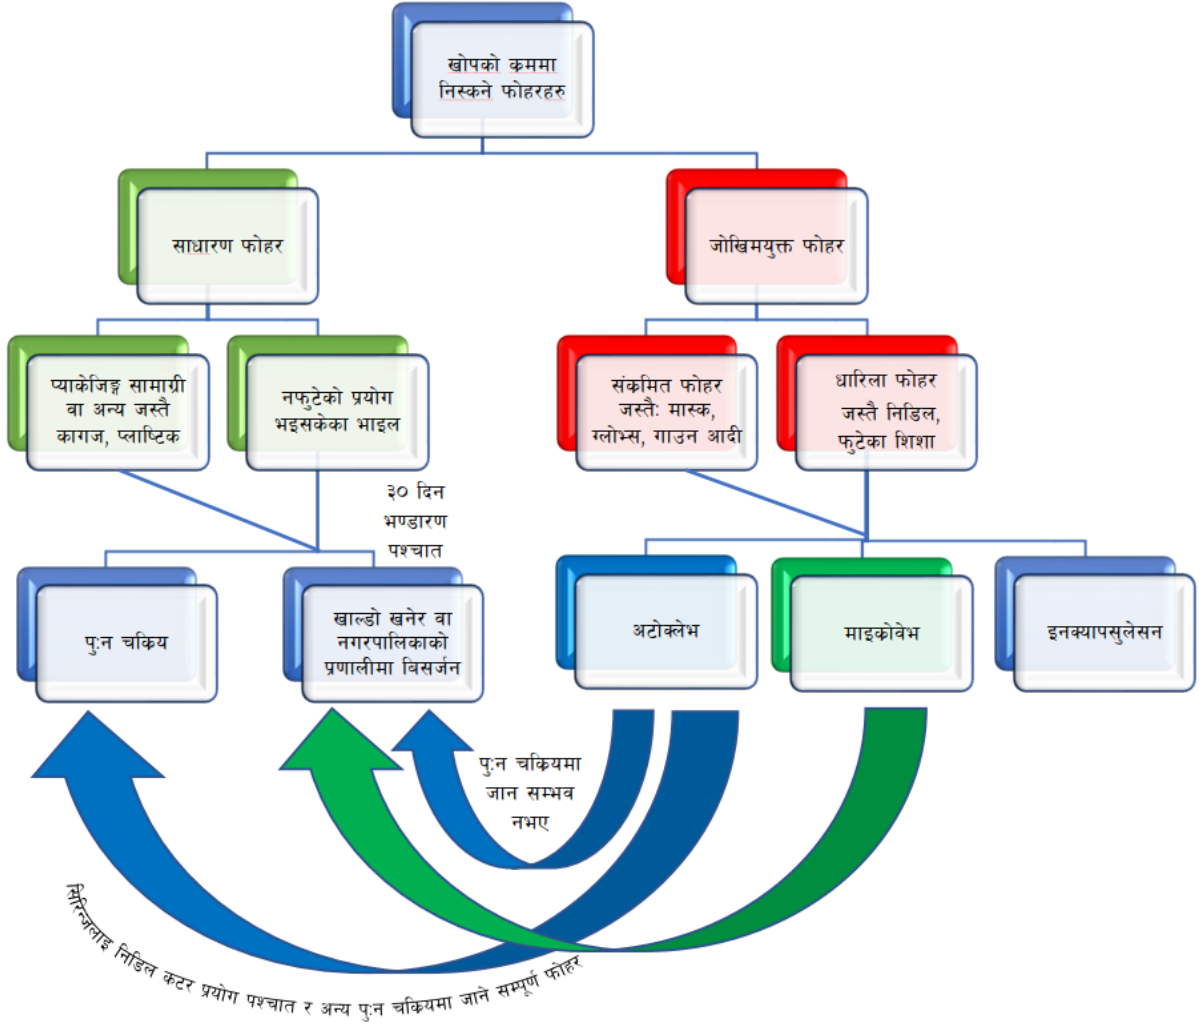 खोपको क्रममा
निस्कने फोहरहरु
साधारण फोहर
जोखिमयुक्त फोहर
प्याकेजिङ्ग सामाग्री
वा अन्य जस्तै
कागज, प्लाष्टिक
नफुटेको प्रयोग
भइसकेका भाइल
संक्रमित फोहर
जस्तै: मास्क,
ग्लोभ्स, गाउन आदी
धारिला फोहर
जस्तै निडिल,
फुटेका शिशा
३० दिन
भण्डारण
पश्चात
पु:न चक्रिय
खाल्डो खनेर वा
नगरपालिकाको
प्रणालीमा बिसर्जन
अटोक्लेभ
माइक्रोवेभ
इनक्यापसुलेसन
पु:न चक्रियमा
जान सम्भव
नभए
सिरिन्जलाइ निडिल कटर प्रयोग पश्चात र अन्य पु:न चक्रियमा जाने सम्पूर्ण फोहर